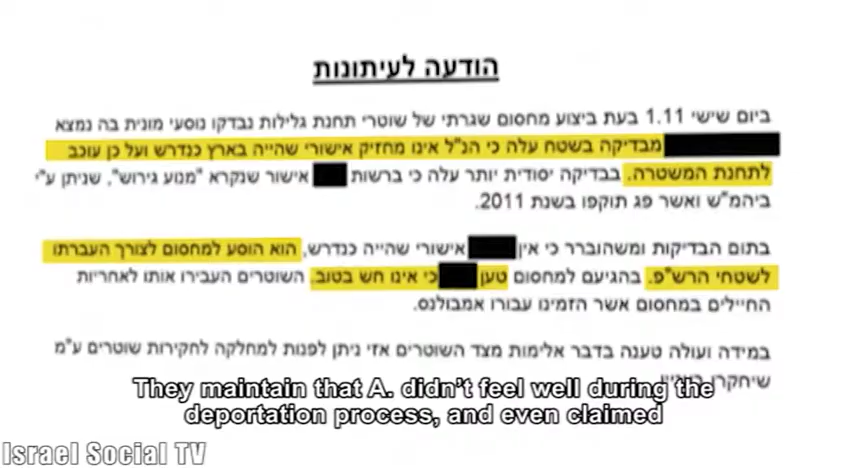 הודעה לעיתונות
ביום שישי 1.11 בעת ביצוע מחסום שגרתי של שוטרי תחנת גלילות נבדקו נוסעי מונית בה נמצא
מבדיקה בשטח עלה כי הנ"ל אינו מחזיק אישורי שהייה בארץ כנדרש ועל כן עוכב
לתחנת המשטרה. בבדיקה יסודית יותר עלה כי ברשות אישור שנקרא "מנוע גירוש", שניתן ע"י
ביהמ"ש ואשר פג תוקפו בשנת 2011.
בתום הבדיקות ומשהוברר כי אין אישורי שהייה כנדרש, הוא הוסע למחסום לצורך העברתו
לשטחי הרש"פ. בהגיעם למחסום טען כי אינו חש בטוב. השוטרים העבירו אותו לאחריות
החיילים במחסום אשר הזמינו עבורו אמבולנס.
במידה ועולה טענה בדבר אלימות מצד השוטרים אזי ניתן לפנות למחלקה לחקירות שוטרים ע"מ
שיחקרו
They maintain that A. didn't feel well during the
deportation process, and even claimed
Israel Social TV